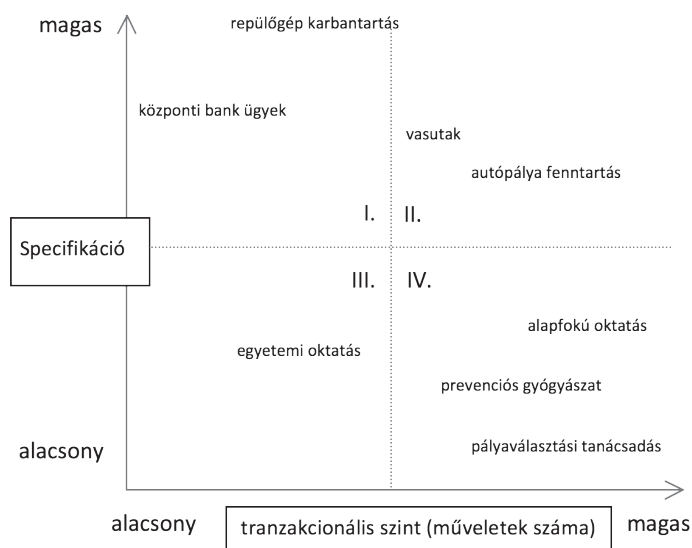 magas
repülőgép karbantartás
központi bank ügyek
vasutak
autópálya fenntartás
I. II.
Specifikáció
III. IV.
alapfokú oktatás
egyetemi oktatás
prevenciós gyógyászat
alacsony
pályaválasztási tanácsadás
alacsony
tranzakcionális szint (műveletek száma)
magas